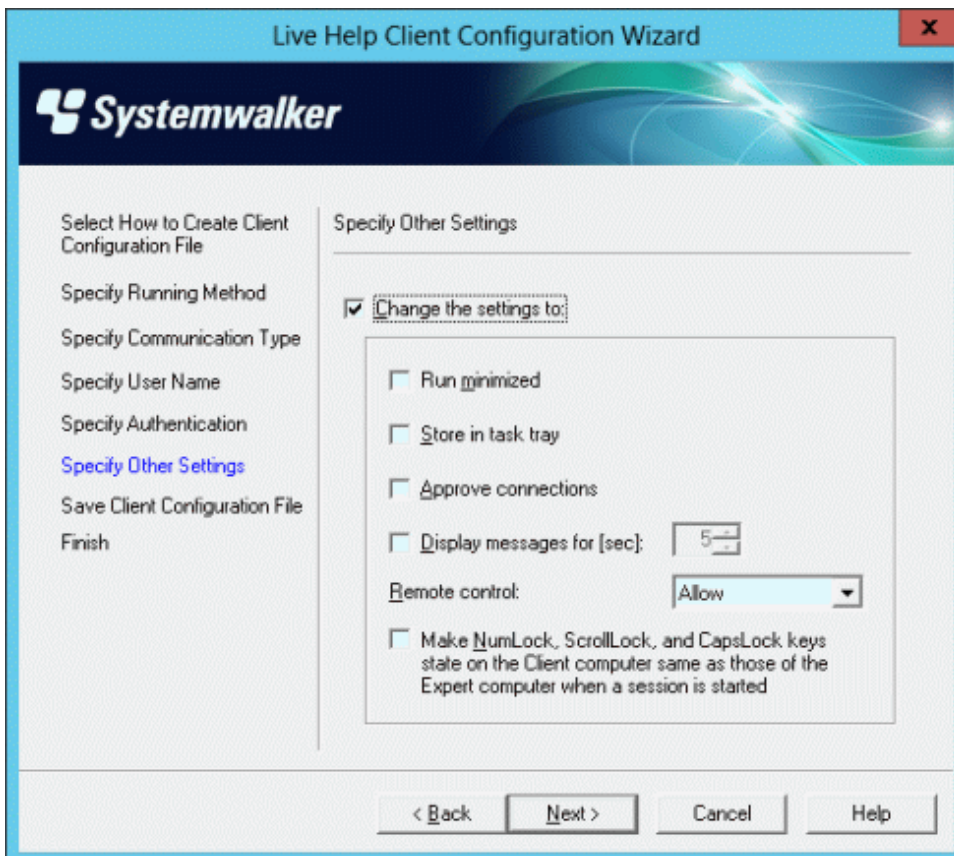 Live Help Client Configuration Wizard
x
Systemwalker
Select How to Create Client
Configuration File
Specify Running Method
Specify Communication Type
Specify User Name
Specify Authentication
Specify Other Settings
Save Client Configuration File
Finish
Specify Other Settings
Change the settings to:
Run minimized
Store in task tray
Approve connections
Display messages for [sec]: 5
Remote control: Allow
Make NumLock, ScrollLock, and CapsLock keys
state on the Client computer same as those of the
Expert computer when a session is started
< Back Next > Cancel Help